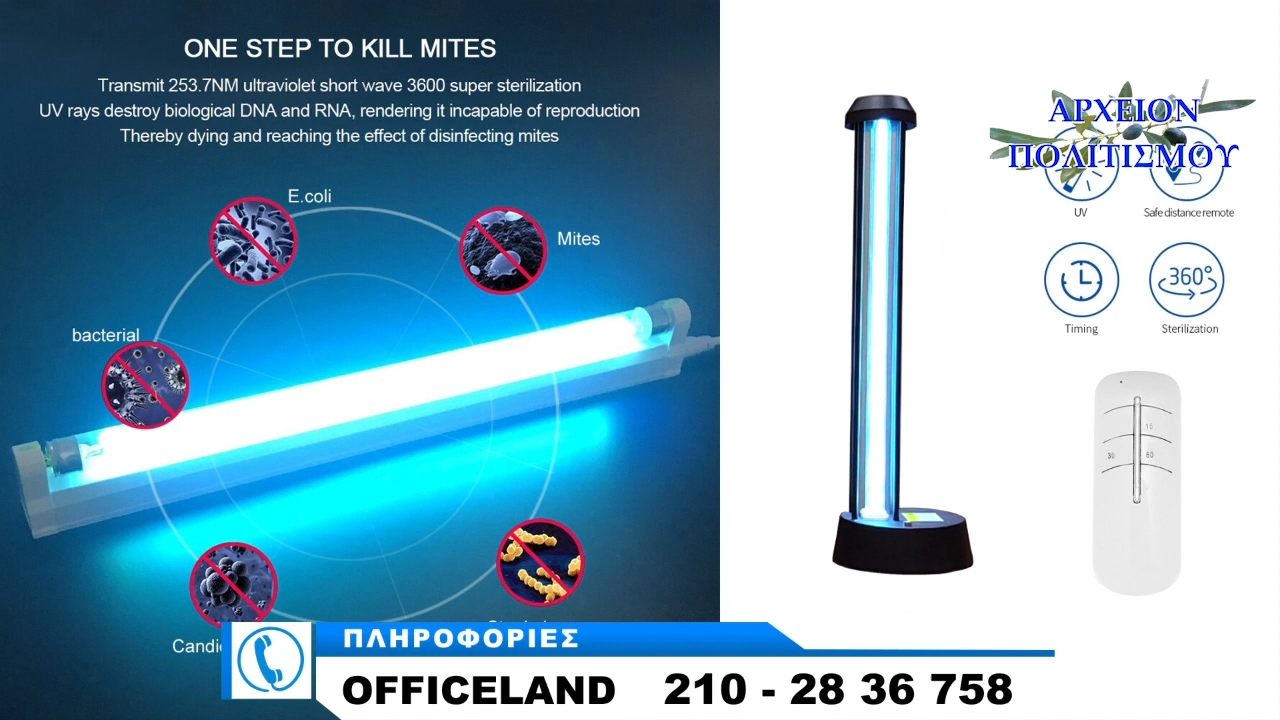 ONE STEP TO KILL MITES
Transmit 253.7NM ultraviolet short wave 3600 super sterilization
UV rays destroy biological DNA and RNA, rendering it incapable of reproduction
Thereby dying and reaching the effect of disinfecting mites
E.coli
Mites
bacterial
ΑΡΧΕΙΟΝ
ΠΟΛΙΤΙΣΜΟΥ
UV
Safe distance remote
360°
Timing
Sterilization
15
30
60
ΠΛΗΡΟΦΟΡΙΕΣ
OFFICELAND 210 - 28 36 758